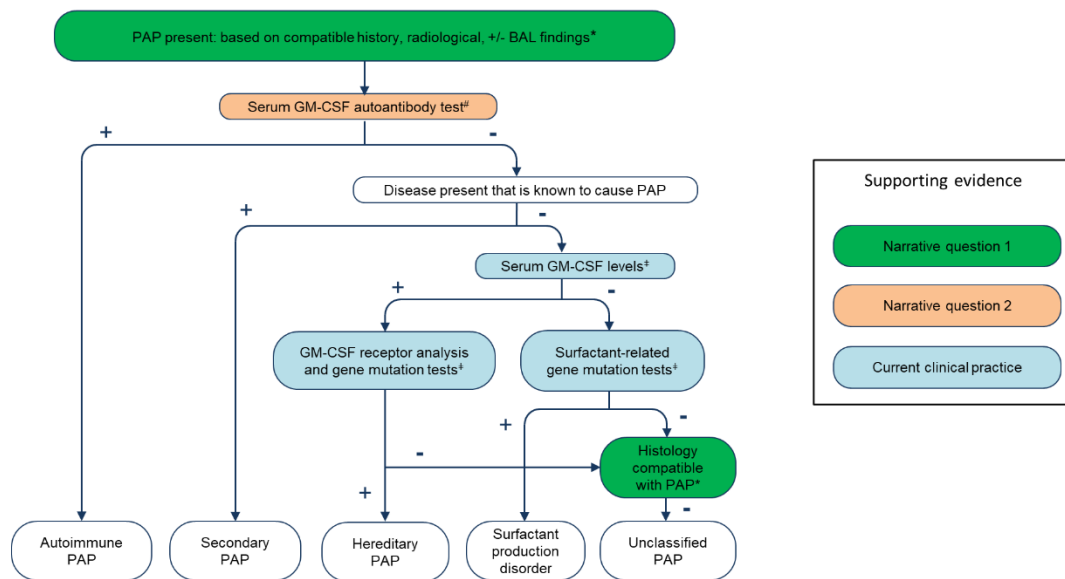 PAP present: based on compatible history, radiological, +/- BAL findings*
Serum GM-CSF autoantibody test#
+
-
Disease present that is known to cause PAP
+
-
Serum GM-CSF levels‡
+
-
GM-CSF receptor analysis
and gene mutation tests‡
Surfactant-related
gene mutation tests‡
+
-
-
+
Histology
compatible
with PAP*
-
Autoimmune
PAP
Secondary
PAP
Hereditary
PAP
Surfactant
production
disorder
Unclassified
PAP
Supporting evidence
Narrative question 1
Narrative question 2
Current clinical practice